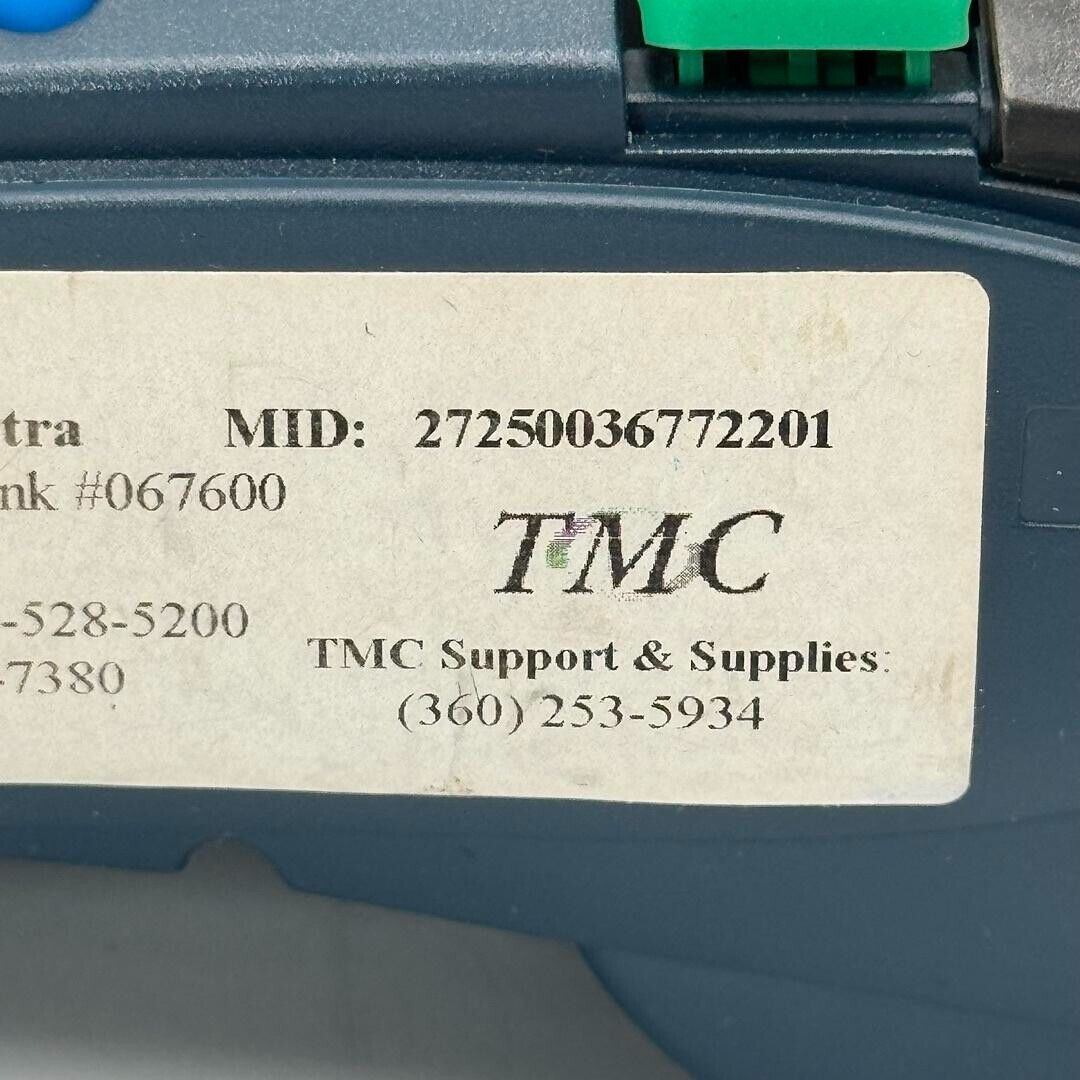 tra MID: 27250036772201
nk #067600
TMC
-528-5200
TMC Support & Supplies:
-7380
(360) 253-5934